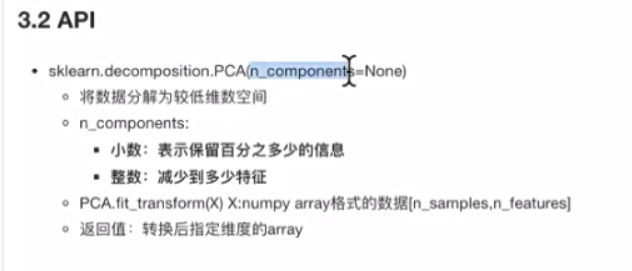 3.2 API
sklearn.decomposition.PCA(n_components=None)
将数据分解为较低维数空间
n_components:
小数：表示保留百分之多少的信息
整数：减少到多少特征
PCA.fit_transform(X) X:numpy array格式的数据[n_samples,n_features]
返回值：转换后指定维度的array